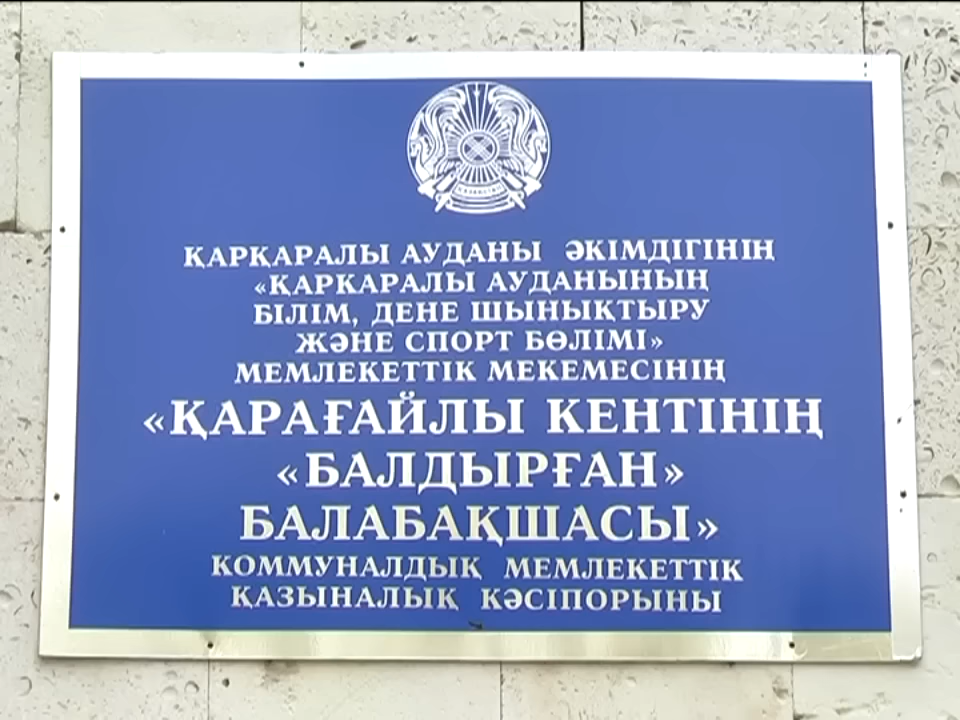 ҚАРҚАРАЛЫ АУДАНЫ ӘКІМДІГІНІҢ
«ҚАРКАРАЛЫ АУДАНЫНЫҢ
БІЛІМ, ДЕНЕ ШЫНЫҚТЫРУ
ЖӘНЕ СПОРТ БӨЛІМІ»
МЕМЛЕКЕТТІК МЕКЕМЕСІНІҢ
«ҚАРАҒАЙЛЫ КЕНТІНІҢ
«БАЛДЫРҒАН»
БАЛАБАҚШАСЫ»
КОММУНАЛДЫҚ МЕМЛЕКЕТТІК
ҚАЗЫНАЛЫҚ КӘСІПОРЫНЫ